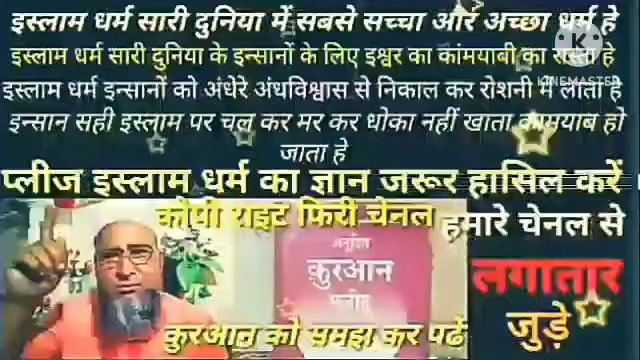 इस्लाम धर्म सारी दुनिया में सबसे सच्चा और अच्छा धर्म हे
इस्लाम धर्म सारी दुनिया के इन्सानों के लिए इश्वर का कांमयाबी का रास्ता हे
KINEMASTER
इस्लाम धर्म इन्सानों को अंधेरे अंधविश्वास से निकाल कर रोशनी में लाता हे
इन्सान सही इस्लाम पर चल कर मर कर धोका नहीं खाता कामयाब हो
जाता हे
प्लीज इस्लाम धर्म का ज्ञान जरूर हासिल करें
कोपी राइट फिरी चेनल
हमारे चेनल से
क़ुरआन
लगातार
जुड़े
कुरआन को समझ कर पढें